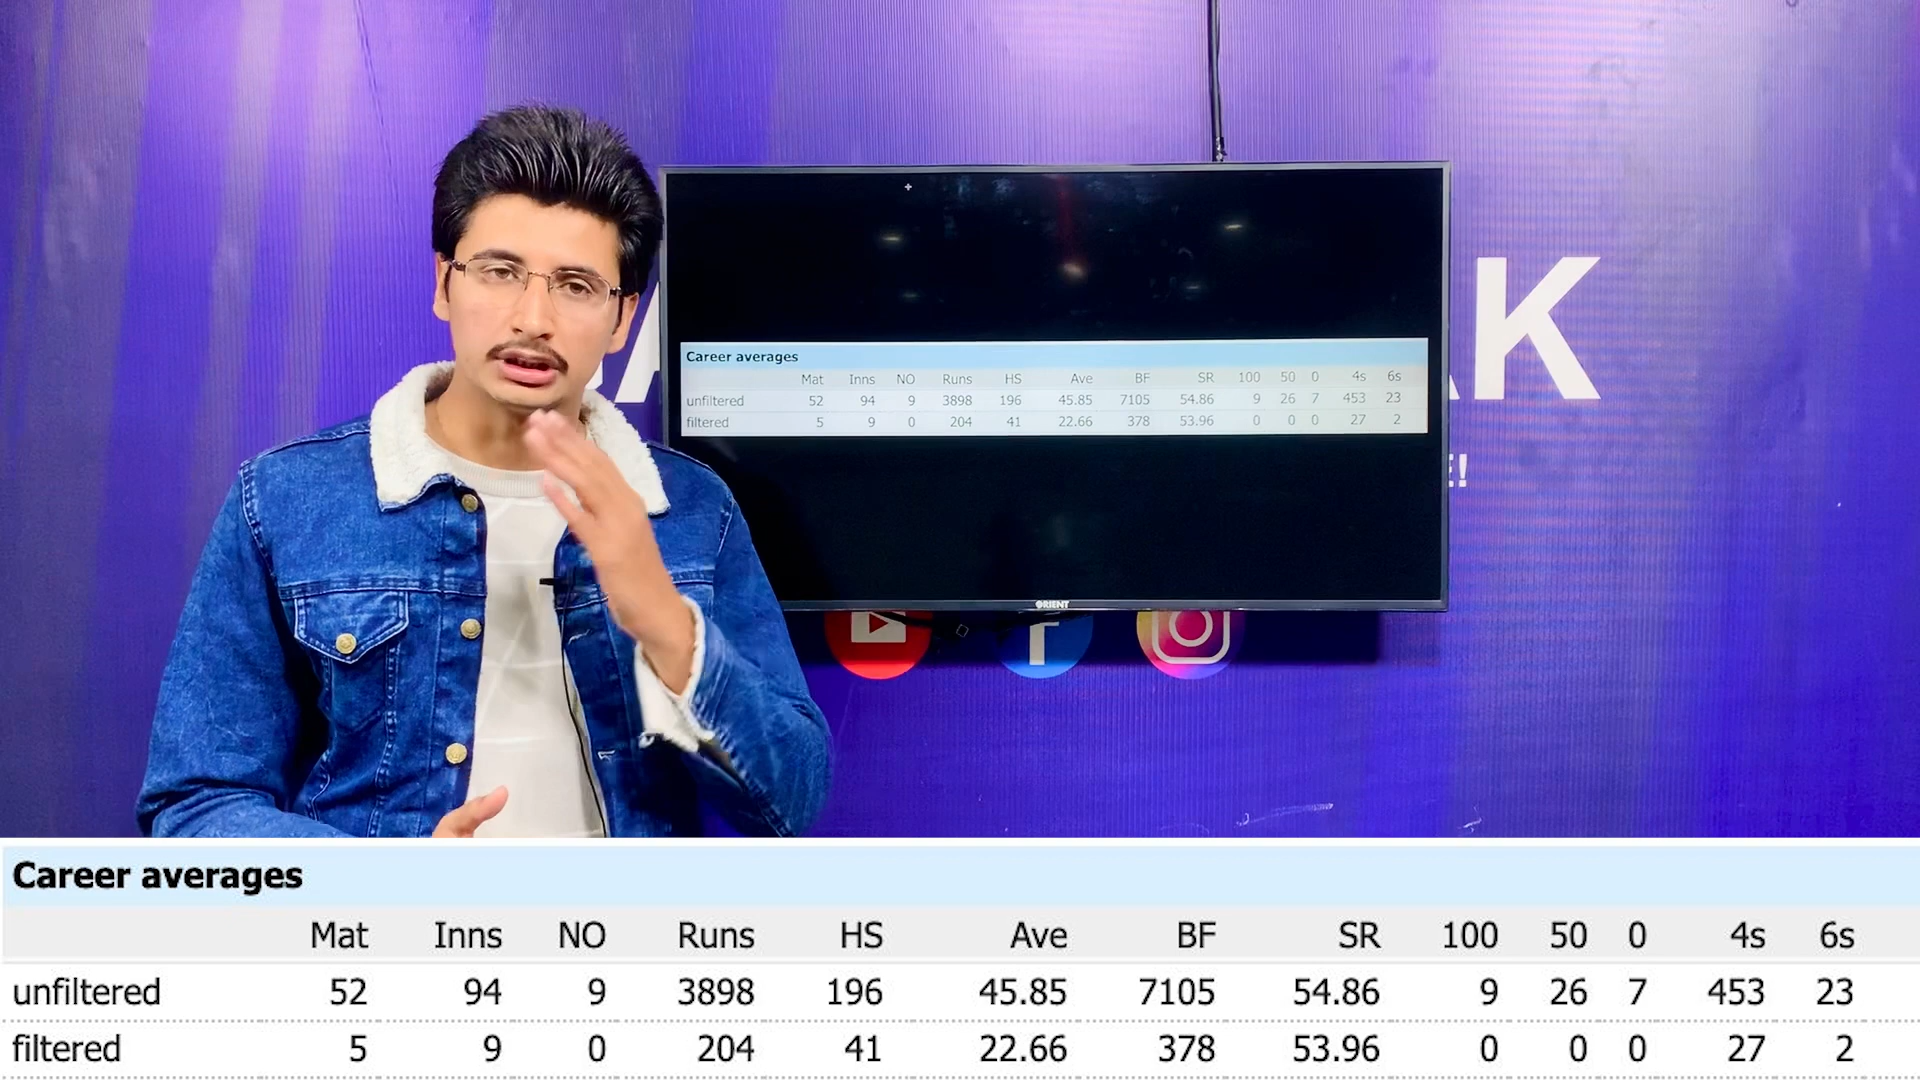 AK
E!
Career averages
Mat Inns NO Runs HS Ave BF SR 100 50 0 4s 6s
unfiltered 52 94 9 3898 196 45.85 7105 54.86 9 26 7 453 23
filtered 5 9 0 204 41 22.66 378 53.96 0 0 0 27 2
ORIENT
Career averages
Mat Inns NO Runs HS Ave BF SR 100 50 0 4s 6s
unfiltered 52 94 9 3898 196 45.85 7105 54.86 9 26 7 453 23
filtered 5 9 0 204 41 22.66 378 53.96 0 0 0 27 2